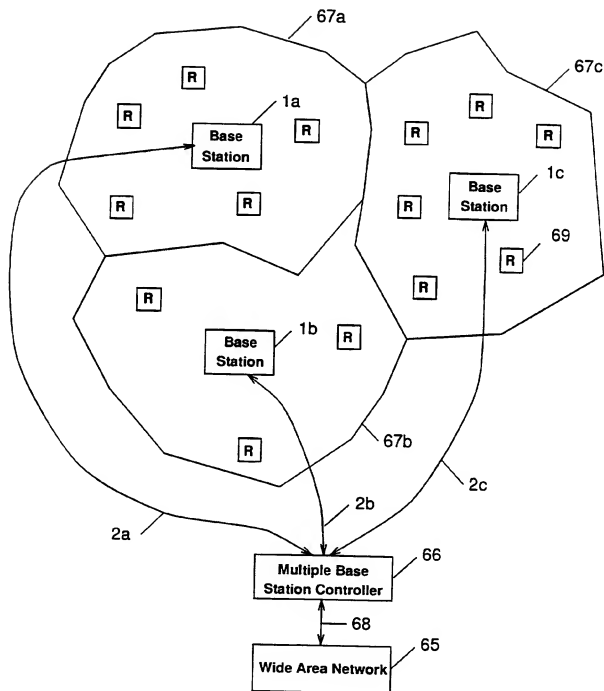 67a
67c
R
1a
R
Base
Station
R
R
R
R
R
Base
Station
1c
R
R
R
69
R
R
R
1b
Base
Station
R
R
67b
2a
2b
2c
Multiple Base
Station Controller
66
68
Wide Area Network
65